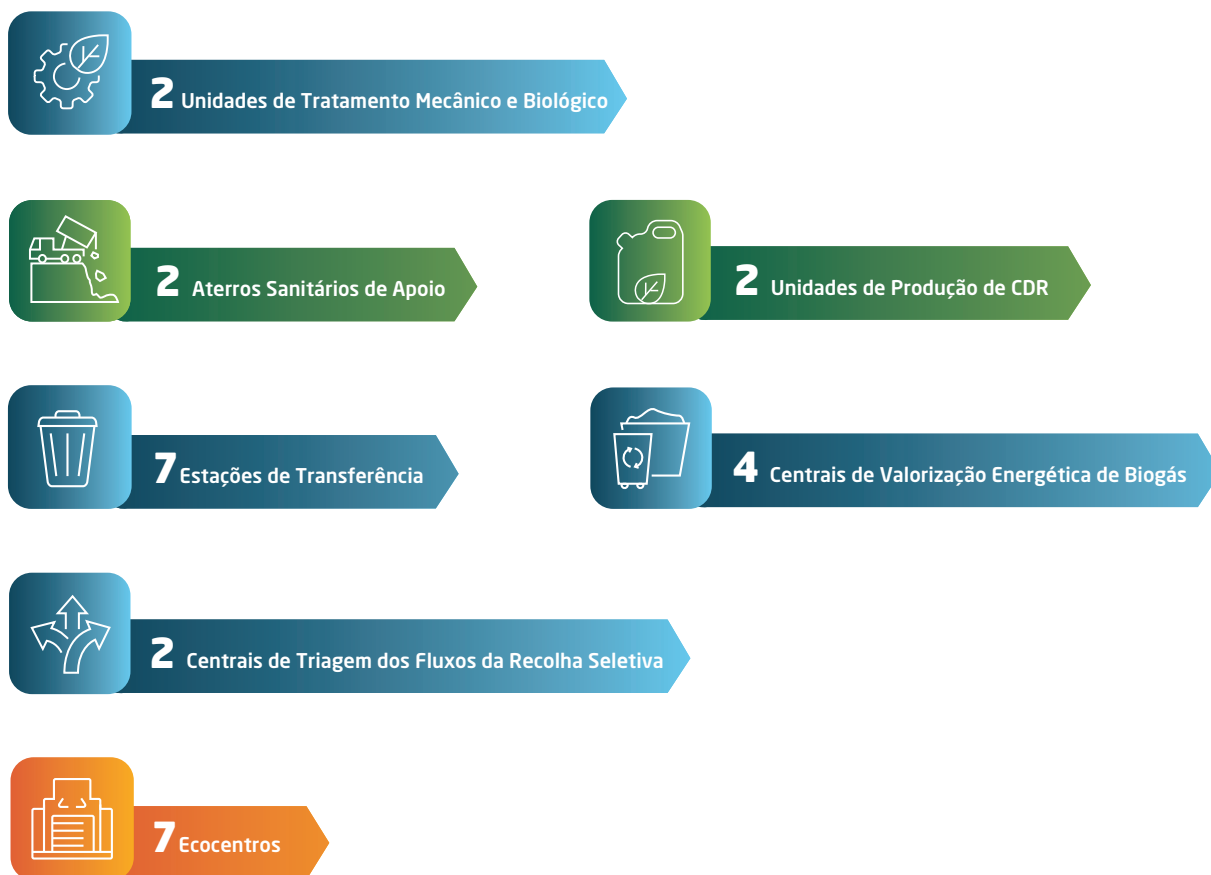 2 Unidades de Tratamento Mecânico e Biológico
2 Aterros Sanitários de Apoio
2 Unidades de Produção de CDR
7 Estações de Transferência
4 Centrais de Valorização Energética de Biogás
2 Centrais de Triagem dos Fluxos da Recolha Seletiva
7 Ecocentros